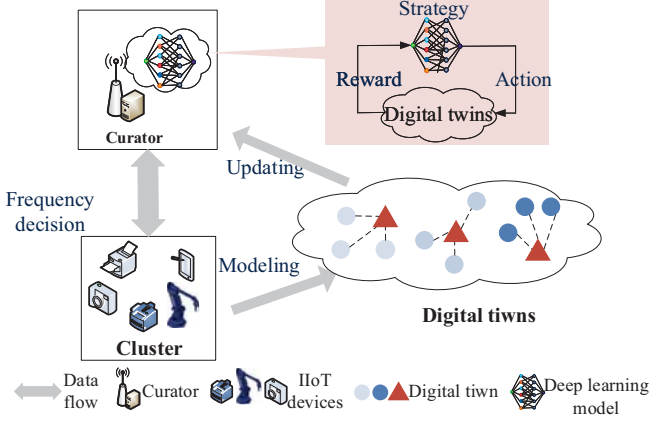 Strategy
Reward
Action
Digital twins
Curator
Updating
Frequency
decision
Modeling
Cluster
Digital tiwns
Data
flow
Curator
IIoT
devices
Digital tiwn
Deep learning
model